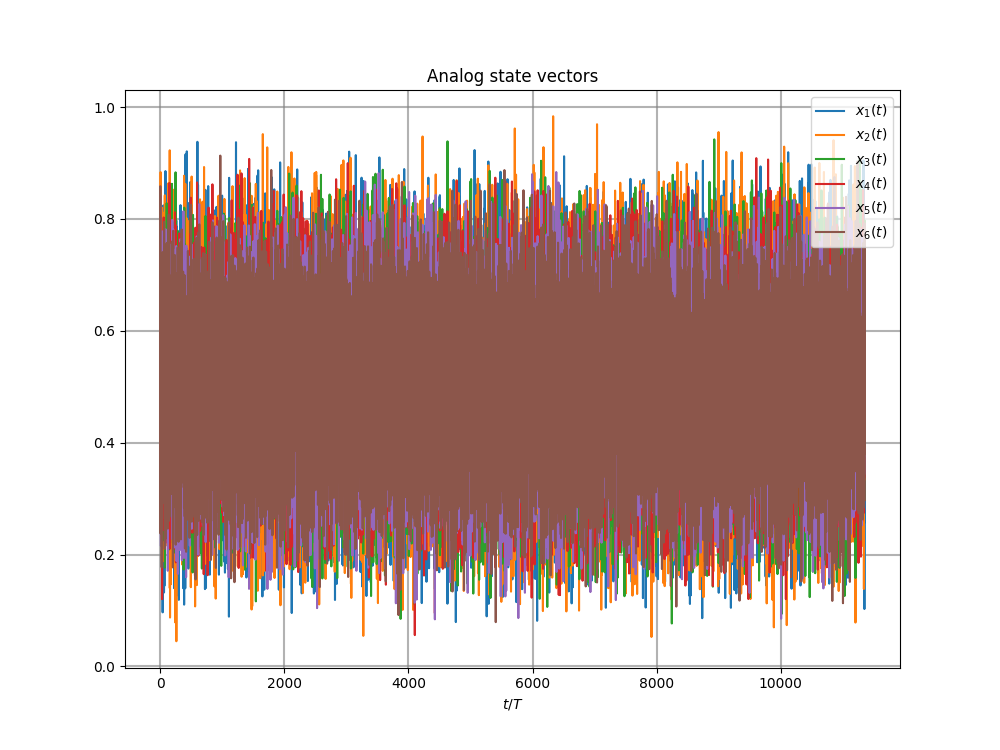 Analog state vectors
1.0
0.8
0.6
0.4
0.2
0.0
x₁(t)
x₂(t)
x₃(t)
x₄(t)
x₅(t)
x₆(t)
0 2000 4000 6000 8000 10000
t/T